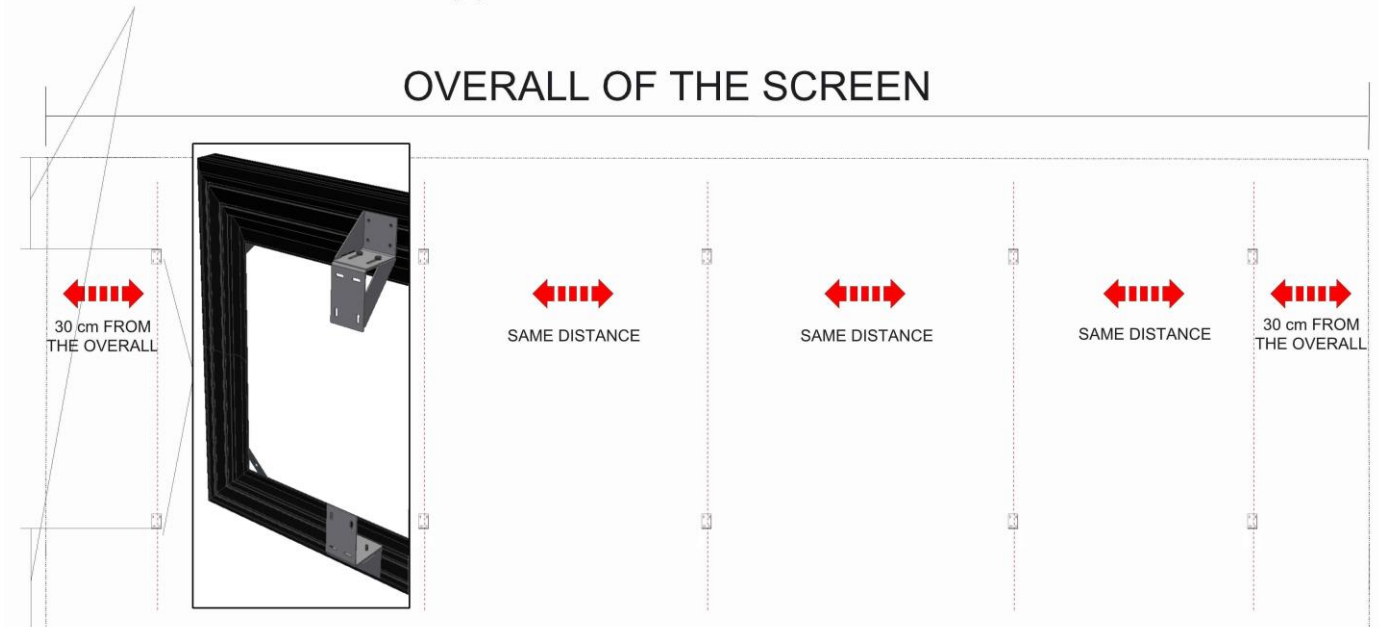 OVERALL OF THE SCREEN
30 cm FROM
THE OVERALL
SAME DISTANCE
SAME DISTANCE
SAME DISTANCE
30 cm FROM
THE OVERALL